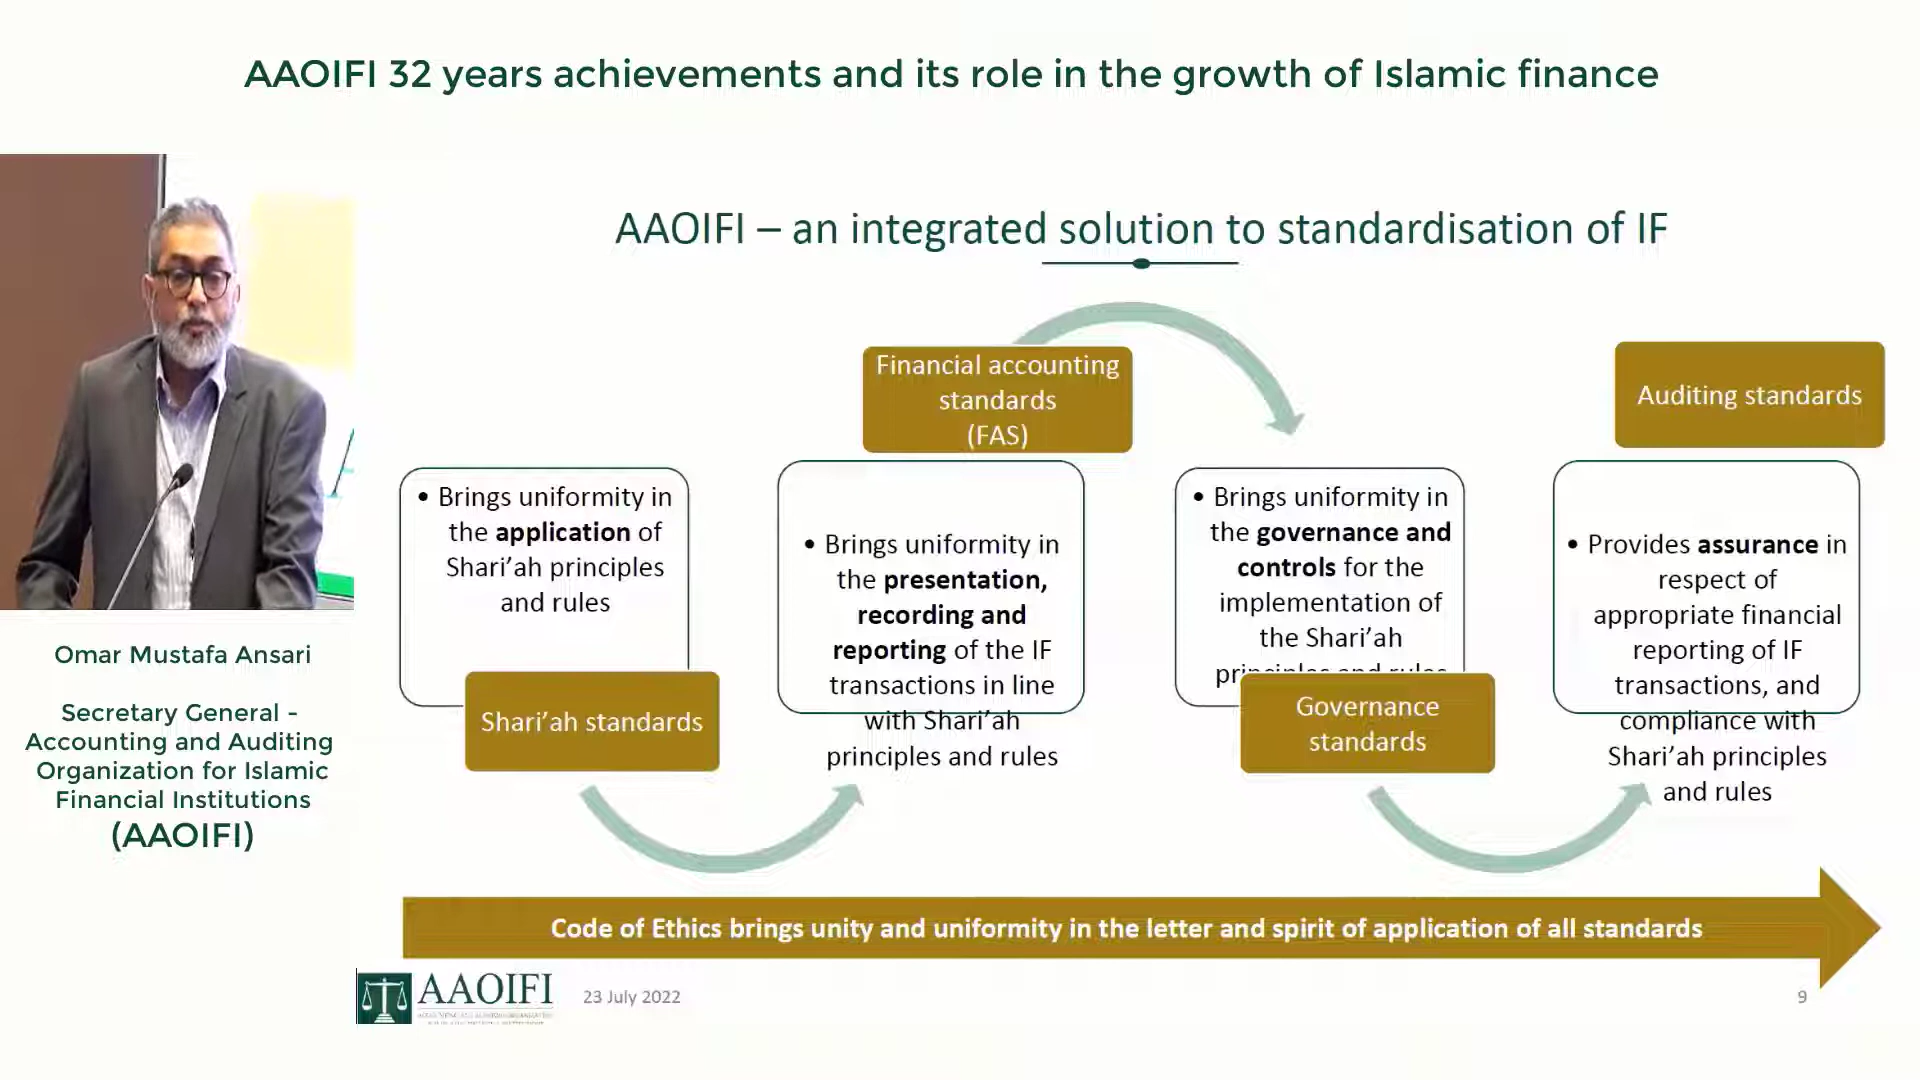 AAOIFI 32 years achievements and its role in the growth of Islamic finance
AAOIFI – an integrated solution to standardisation of IF
Omar Mustafa Ansari
Secretary General -
Accounting and Auditing
Organization for Islamic
Financial Institutions
(AAOIFI)
• Brings uniformity in
the application of
Shari’ah principles
and rules
Shari’ah standards
Financial accounting
standards
(FAS)
• Brings uniformity in
the presentation,
recording and
reporting of the IF
transactions in line
with Shari’ah
principles and rules
• Brings uniformity in
the governance and
controls for the
implementation of
the Shari’ah
principles and rules
Governance
standards
Auditing standards
• Provides assurance in
respect of
appropriate financial
reporting of IF
transactions, and
compliance with
Shari’ah principles
and rules
Code of Ethics brings unity and uniformity in the letter and spirit of application of all standards
AAOIFI
23 July 2022
9